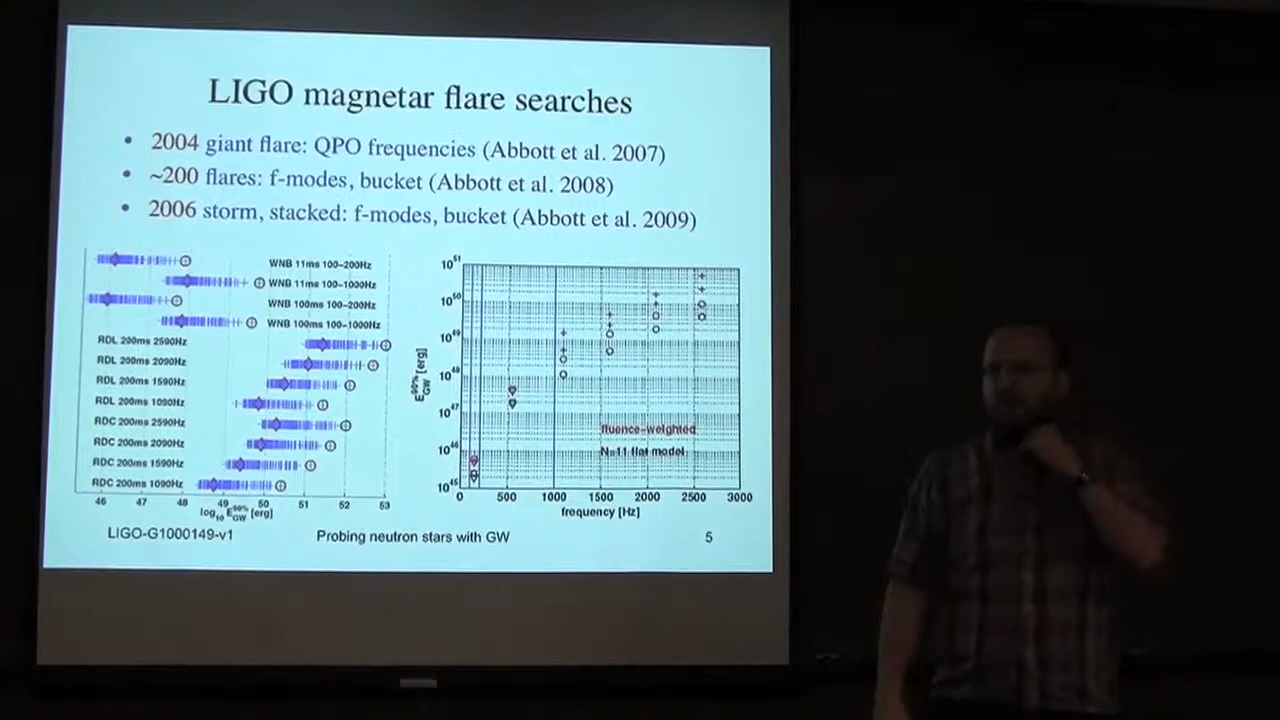 LIGO magnetar flare searches
• 2004 giant flare: QPO frequencies (Abbott et al. 2007)
• ~200 flares: f-modes, bucket (Abbott et al. 2008)
• 2006 storm, stacked: f-modes, bucket (Abbott et al. 2009)
WNB 11ms 100-200Hz
WNB 11ms 100-1000Hz
WNB 100ms 100-200Hz
WNB 100ms 100-1000Hz
RDL 200ms 2590Hz
RDL 200ms 2090Hz
RDL 200ms 1590Hz
RDL 200ms 1090Hz
RDC 200ms 2590Hz
RDC 200ms 2090Hz
RDC 200ms 1590Hz
RDC 200ms 1090Hz
46 47 48 49 50 51 52 53
log₁₀ E_GW^90% [erg]
10⁵¹
10⁵⁰
10⁴⁹
10⁴⁸
10⁴⁷
10⁴⁶
10⁴⁵
E_GW^90% [erg]
fluence-weighted
N=11 flat model
0 500 1000 1500 2000 2500 3000
frequency [Hz]
LIGO-G1000149-v1 Probing neutron stars with GW 5